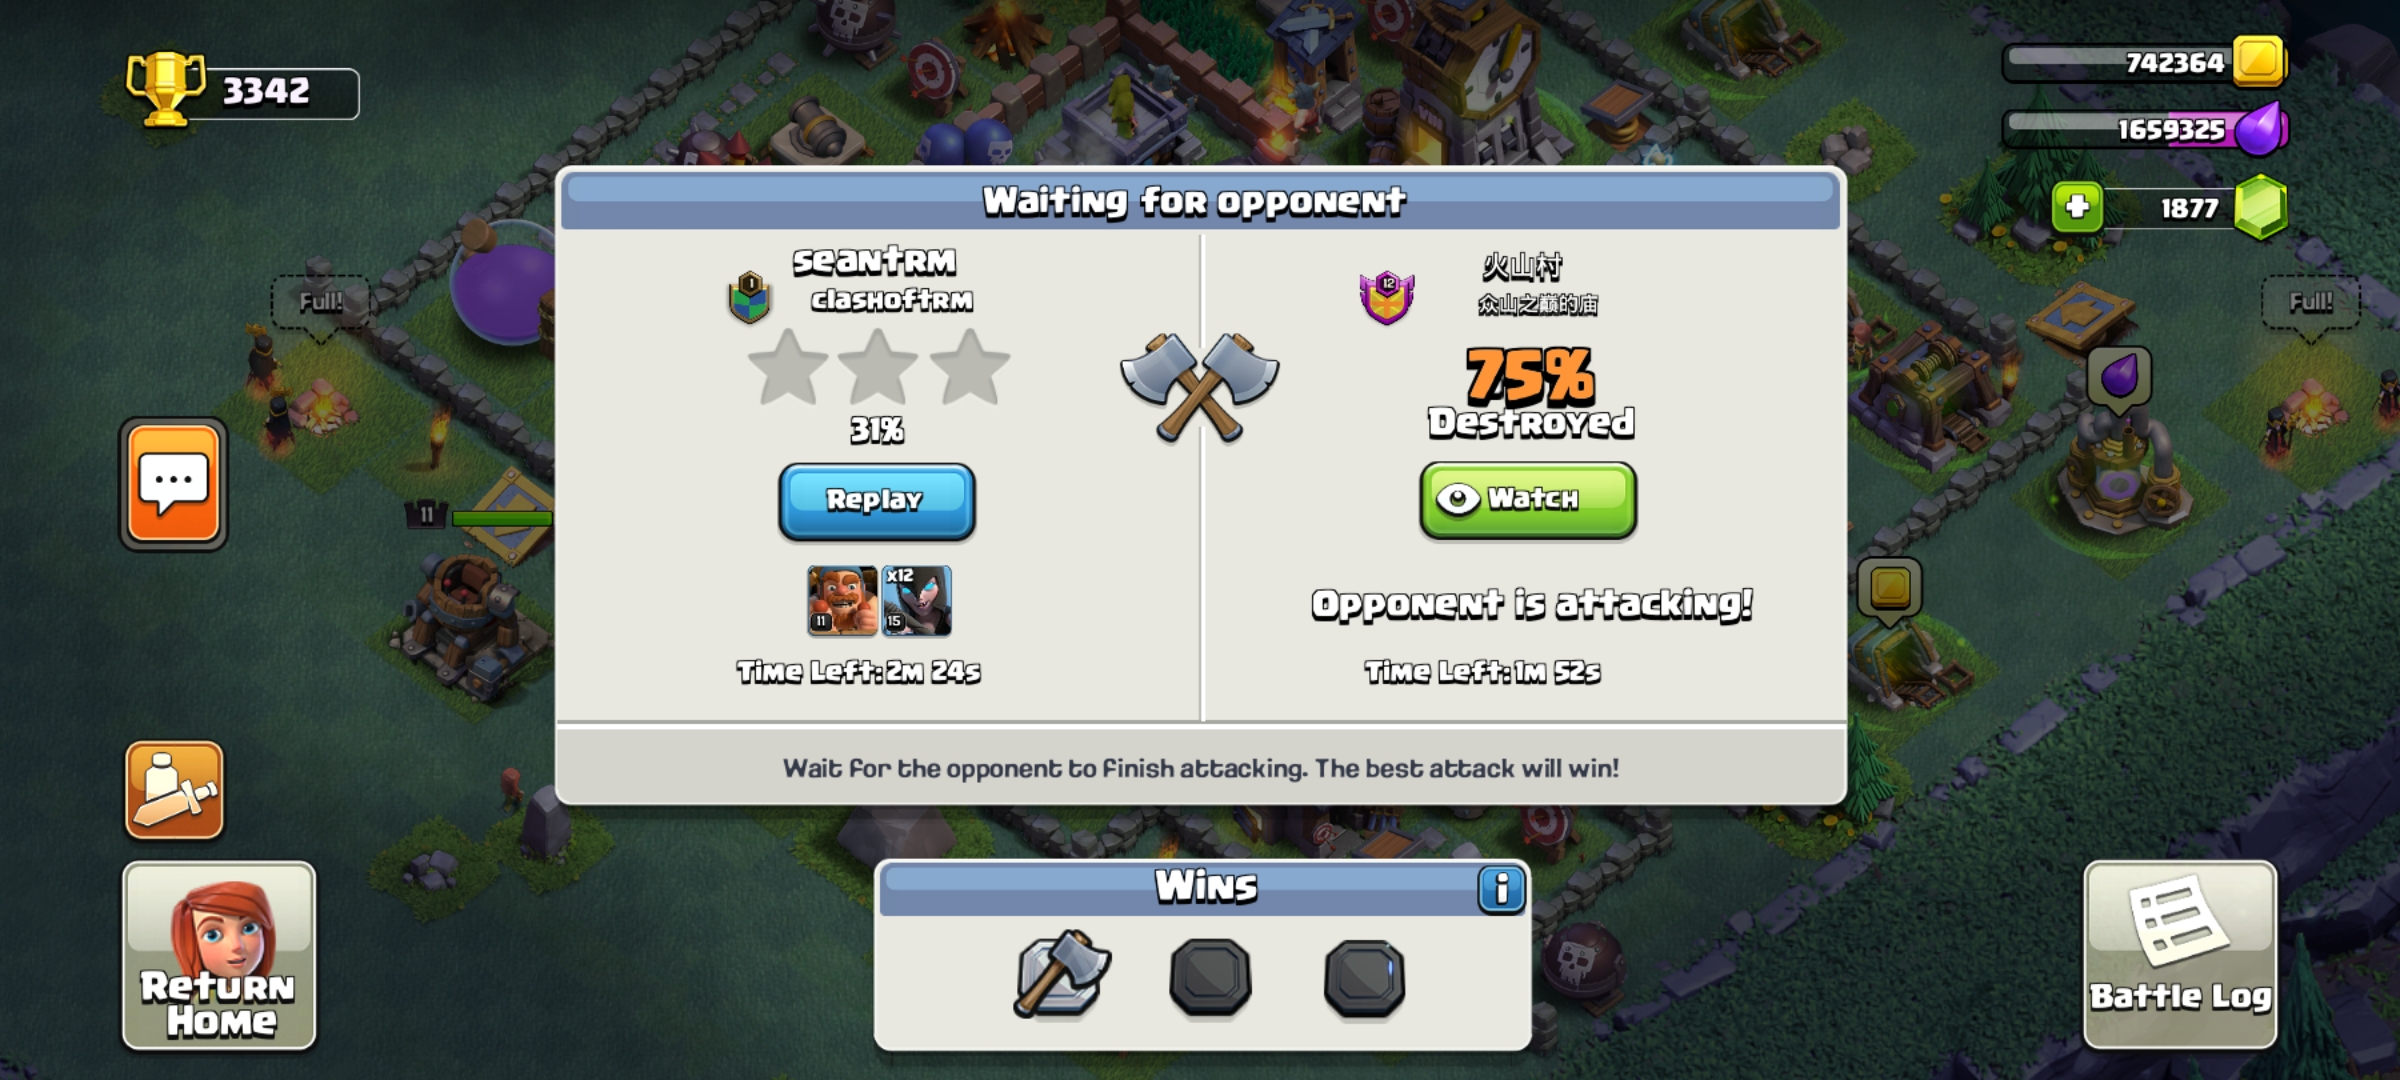 3342
742364
1659325
1877
Waiting for opponent
seantrm
1
clashoftrm
火山村
12
众山之巅的庙
Full!
Full!
75%
Destroyed
31%
Replay
Watch
11
x12
11
15
Opponent is attacking!
Time Left:2m 24s
Time Left:1m 52s
Wait for the opponent to finish attacking. The best attack will win!
Wins
i
Return
Home
Battle Log